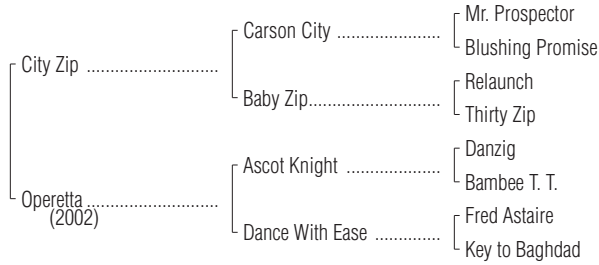 Mr. Prospector
Carson City ......................
Blushing Promise
City Zip ............................
Relaunch
Baby Zip............................
Thirty Zip
Danzig
Ascot Knight ....................
Bambee T. T.
Operetta ............................
(2002)
Fred Astaire
Dance With Ease ..............
Key to Baghdad